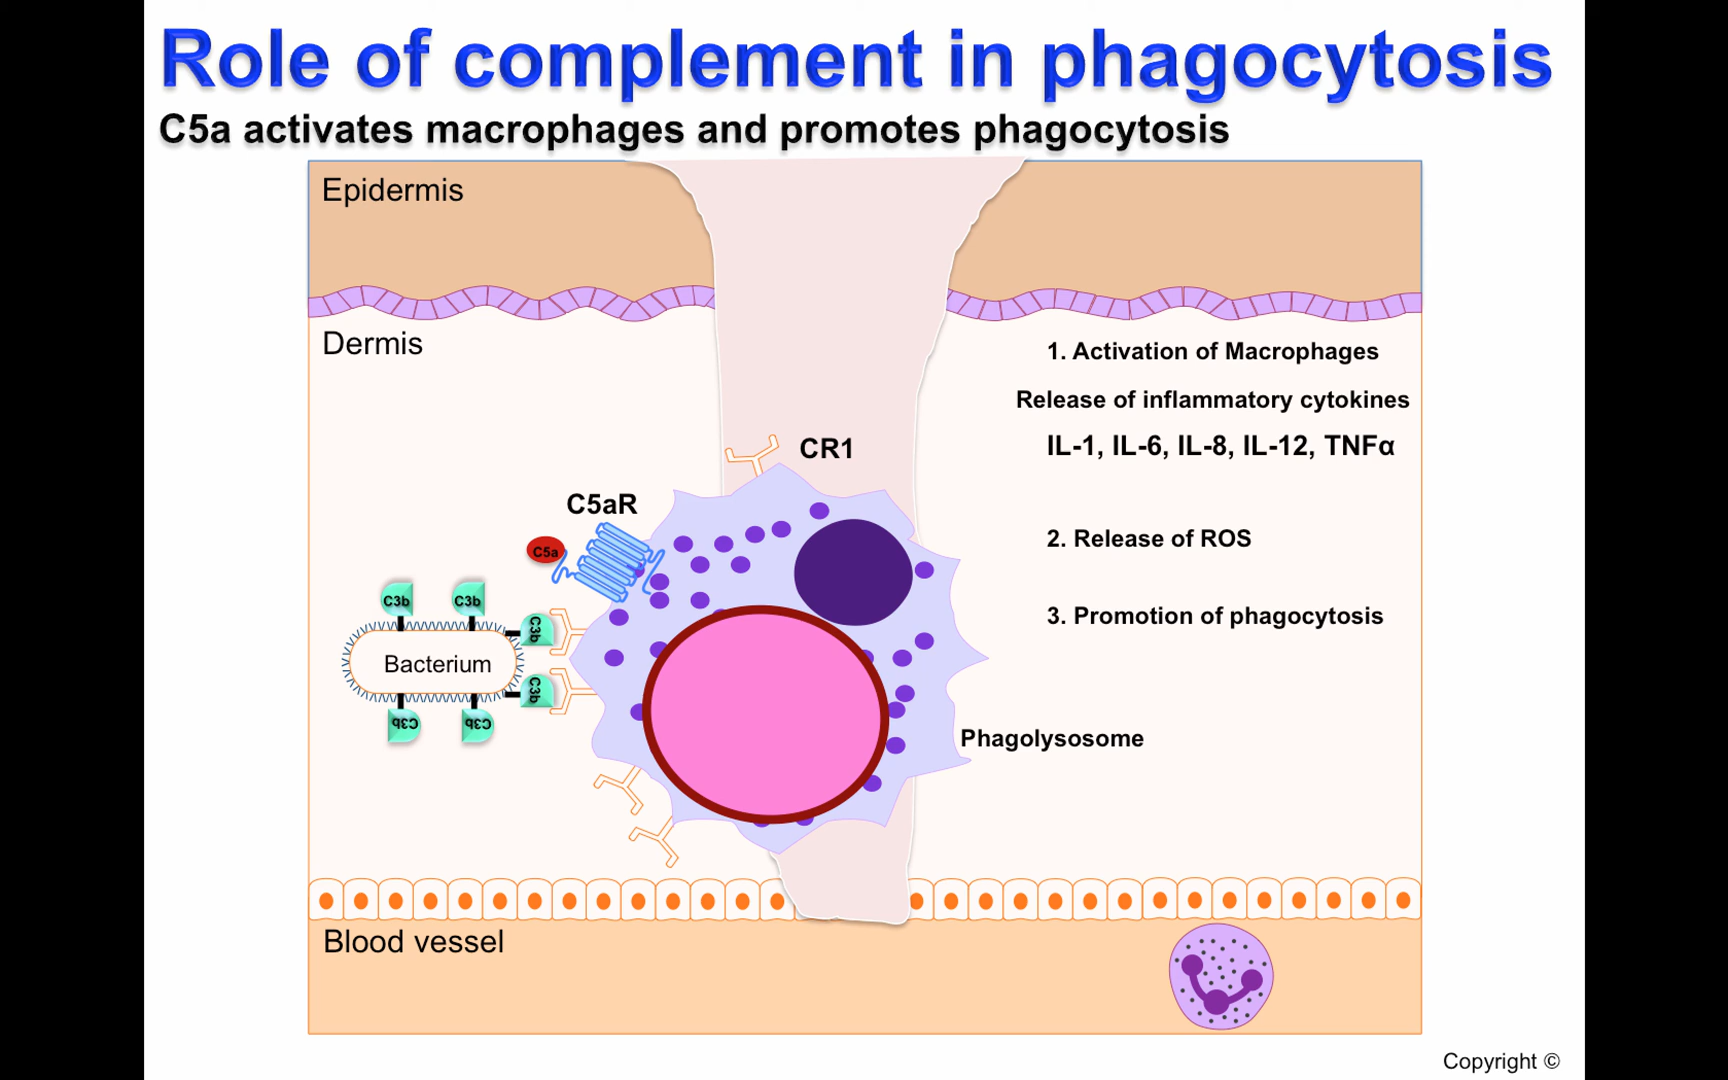 Role of complement in phagocytosis
C5a activates macrophages and promotes phagocytosis
Epidermis
Dermis
1. Activation of Macrophages
Release of inflammatory cytokines
IL-1, IL-6, IL-8, IL-12, TNFα
CR1
C5aR
C5a
2. Release of ROS
C3b
C3b
C3b
3. Promotion of phagocytosis
Bacterium
C3b
C3b
C3b
Phagolysosome
Blood vessel
Copyright ©